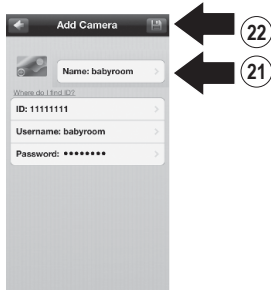 Add Camera
22
Name: babyroom
21
Where do I find ID?
ID: 11111111
Username: babyroom
Password: ••••••••